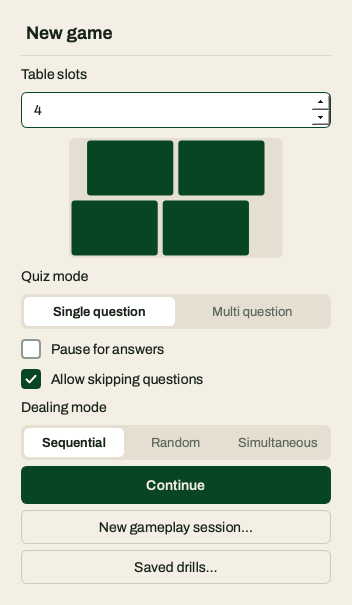 New game
Table slots
4
Quiz mode
Single question Multi question
Pause for answers
Allow skipping questions
Dealing mode
Sequential Random Simultaneous
Continue
New gameplay session...
Saved drills...